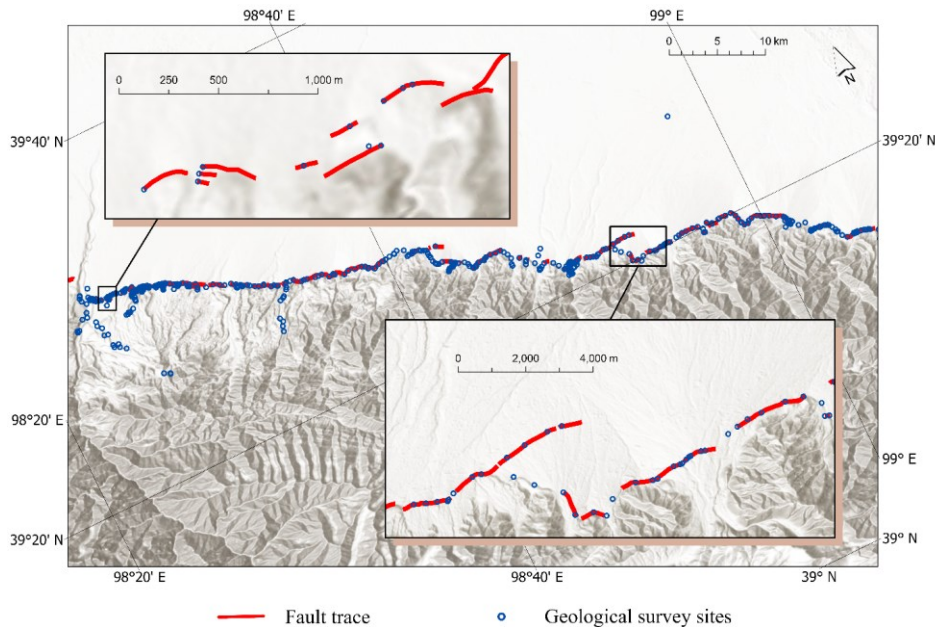 98°40' E
99° E
0 5 10 km
N
0 250 500 1,000 m
39°40' N
39°20' N
0 2,000 4,000 m
98°20' E
99° E
39°20' N
39° N
98°20' E
98°40' E
39° N
Fault trace
Geological survey sites